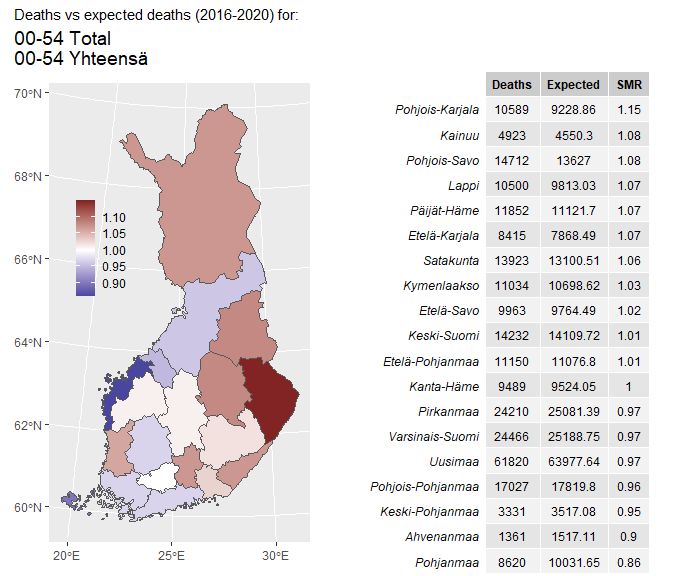 Deaths vs expected deaths (2016-2020) for:
00-54 Total
00-54 Yhteensä
70°N
68°N
66°N
64°N
62°N
60°N
20°E 25°E 30°E
1.10
1.05
1.00
0.95
0.90
Deaths Expected SMR
Pohjois-Karjala 10589 9228.86 1.15
Kainuu 4923 4550.3 1.08
Pohjois-Savo 14712 13627 1.08
Lappi 10500 9813.03 1.07
Päijät-Häme 11852 11121.7 1.07
Etelä-Karjala 8415 7868.49 1.07
Satakunta 13923 13100.51 1.06
Kymenlaakso 11034 10698.62 1.03
Etelä-Savo 9963 9764.49 1.02
Keski-Suomi 14232 14109.72 1.01
Etelä-Pohjanmaa 11150 11076.8 1.01
Kanta-Häme 9489 9524.05 1
Pirkanmaa 24210 25081.39 0.97
Varsinais-Suomi 24466 25188.75 0.97
Uusimaa 61820 63977.64 0.97
Pohjois-Pohjanmaa 17027 17819.8 0.96
Keski-Pohjanmaa 3331 3517.08 0.95
Ahvenanmaa 1361 1517.11 0.9
Pohjanmaa 8620 10031.65 0.86